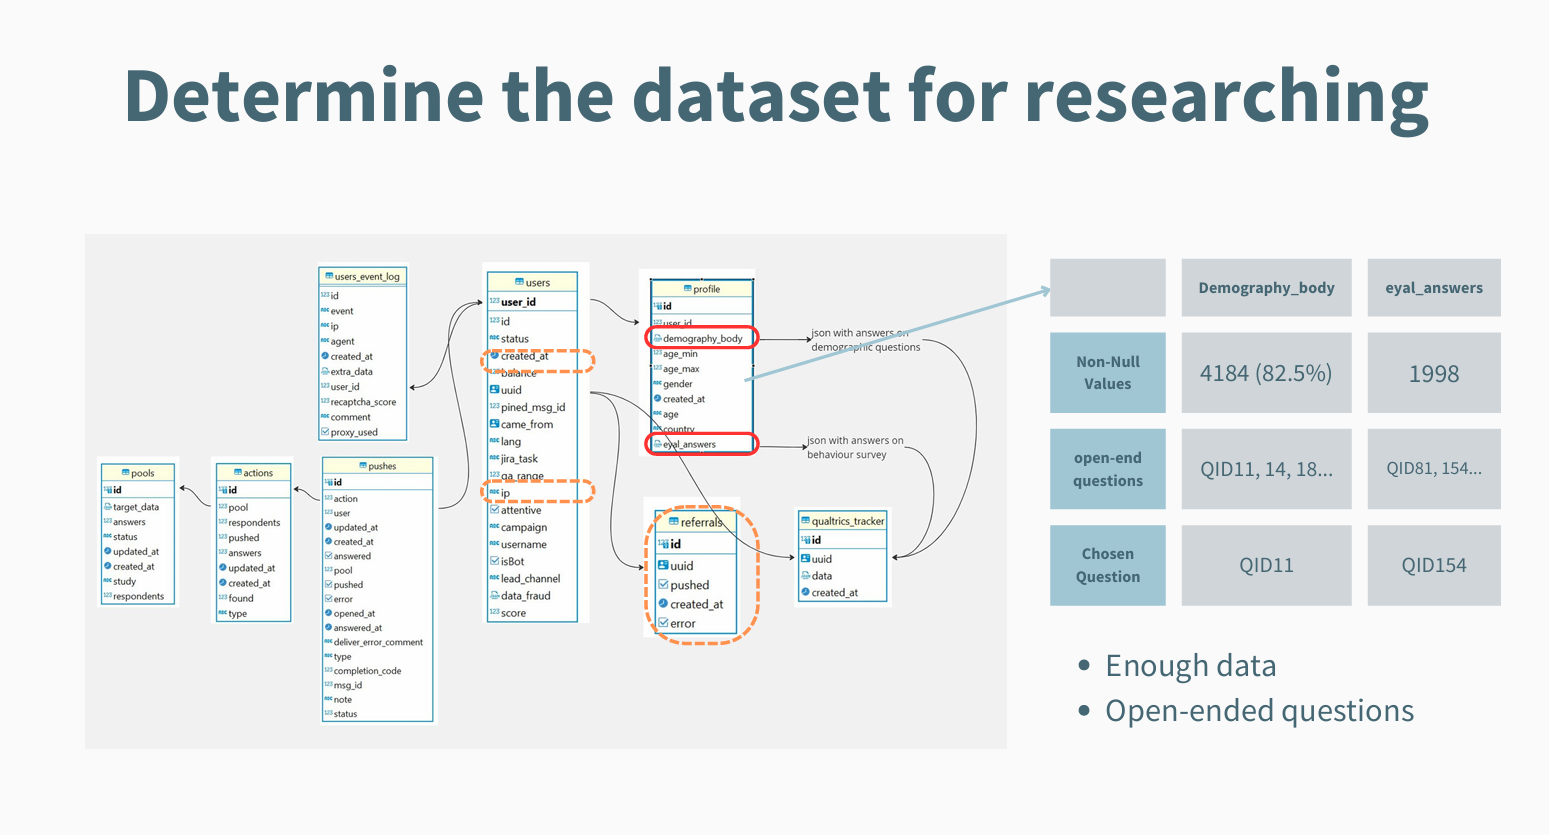 Determine the dataset for researching
users_event_log
id
event
ip
agent
created_at
extra_data
user_id
recaptcha_score
comment
proxy_used
users
user_id
id
status
created_at
balance
uuid
pined_msg_id
came_from
lang
jira_task
qa_range
ip
attentive
campaign
username
isBot
lead_channel
data_fraud
score
profile
id
user_id
demography_body
age_min
age_max
gender
created_at
age
country
eyal_answers
json with answers on
demographic questions
json with answers on
behaviour survey
pools
id
target_data
answers
status
updated_at
created_at
study
respondents
actions
id
pool
respondents
pushed
answers
updated_at
created_at
found
type
pushes
id
action
user
updated_at
created_at
answered
pool
pushed
error
opened_at
answered_at
deliver_error_comment
type
completion_code
msg_id
note
status
referrals
id
uuid
pushed
created_at
error
qualtrics_tracker
id
uuid
data
created_at
Demography_body eyal_answers
Non-Null
Values
4184 (82.5%) 1998
open-end
questions
QID11, 14, 18... QID81, 154...
Chosen
Question
QID11 QID154
• Enough data
• Open-ended questions